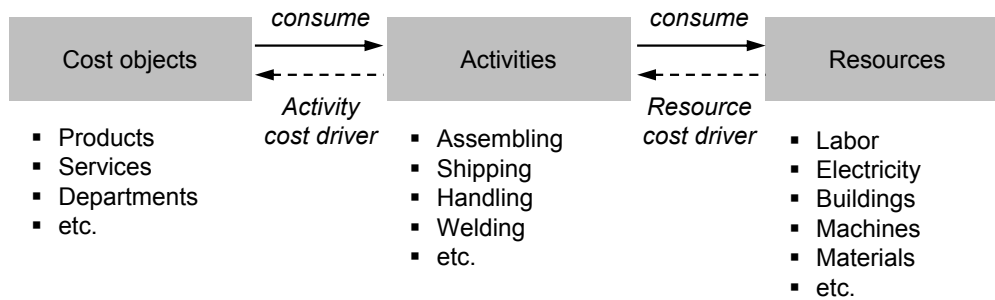 consume
consume
Cost objects
Activities
Resources
Activity
cost driver
Resource
cost driver
▪ Products
▪ Services
▪ Departments
▪ etc.
▪ Assembling
▪ Shipping
▪ Handling
▪ Welding
▪ etc.
▪ Labor
▪ Electricity
▪ Buildings
▪ Machines
▪ Materials
▪ etc.